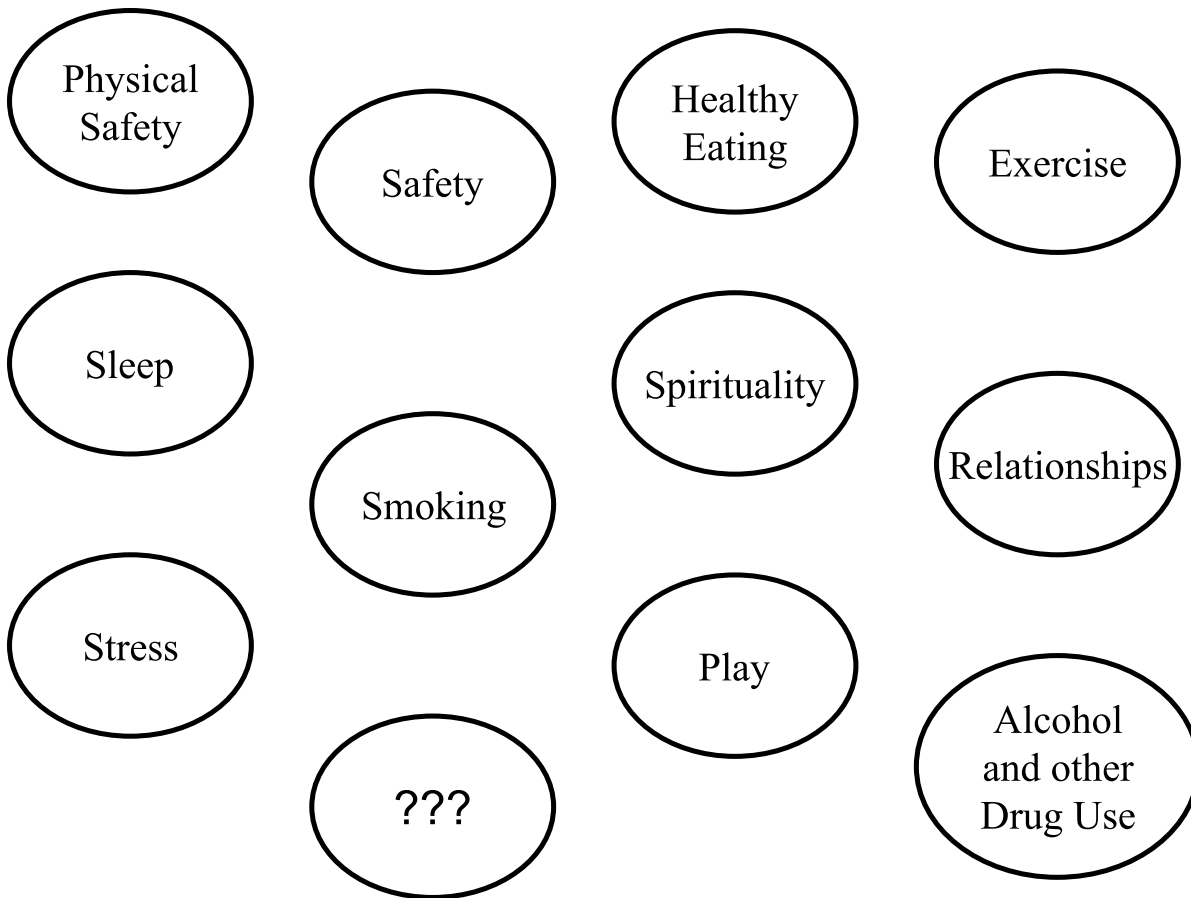 Physical
Safety
Safety
Healthy
Eating
Exercise
Sleep
Smoking
Spirituality
Relationships
Stress
???
Play
Alcohol
and other
Drug Use